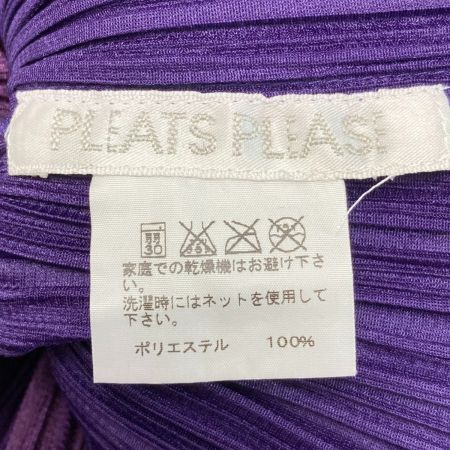 PLEATS PLEASE
弱
30
家庭での乾燥機はお避け下さ
い。
洗濯時にはネットを使用して
下さい。
ポリエステル 100%